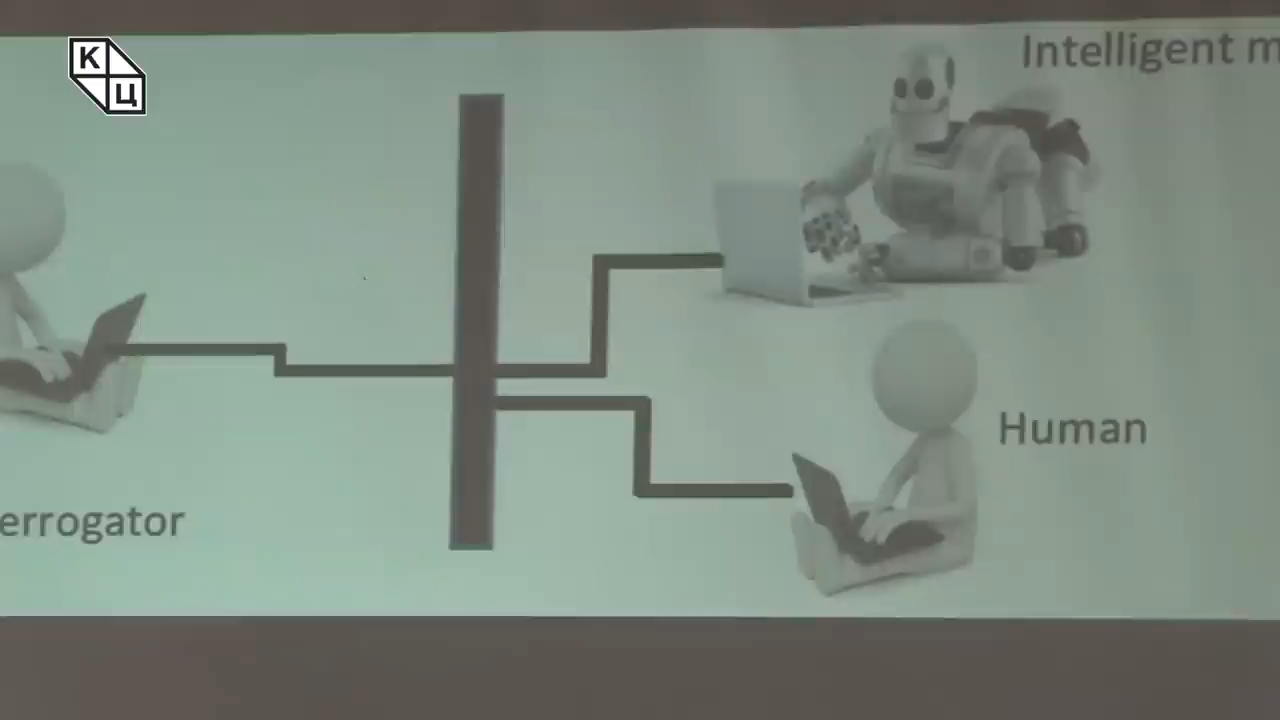 К
Ц
Intelligent m
Human
errogator